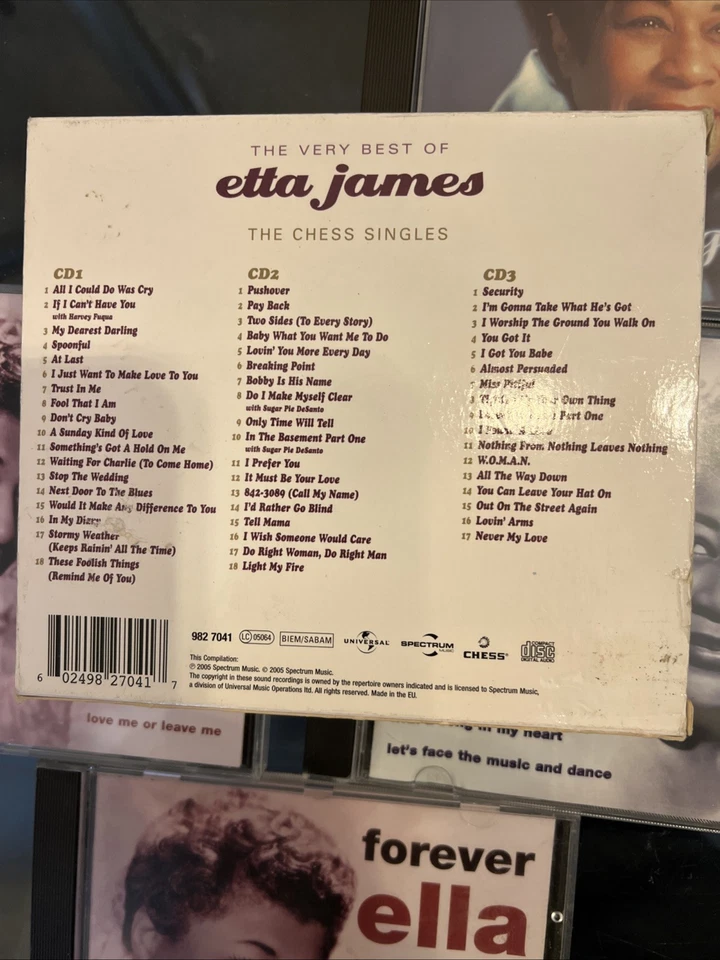 THE VERY BEST OF
etta james
THE CHESS SINGLES
CD1
1 All I Could Do Was Cry
2 If I Can't Have You
with Harvey Fuqua
3 My Dearest Darling
4 Spoonful
5 At Last
6 I Just Want To Make Love To You
7 Trust In Me
8 Fool That I Am
9 Don't Cry Baby
10 A Sunday Kind Of Love
11 Something's Got A Hold On Me
12 Waiting For Charlie (To Come Home)
13 Stop The Wedding
14 Next Door To The Blues
15 Would It Make Any Difference To You
16 In My Diary
17 Stormy Weather
(Keeps Rainin' All The Time)
18 These Foolish Things
(Remind Me Of You)
CD2
1 Pushover
2 Pay Back
3 Two Sides (To Every Story)
4 Baby What You Want Me To Do
5 Lovin' You More Every Day
6 Breaking Point
7 Bobby Is His Name
8 Do I Make Myself Clear
with Sugar Pie DeSanto
9 Only Time Will Tell
10 In The Basement Part One
with Sugar Pie DeSanto
11 I Prefer You
12 It Must Be Your Love
13 842-3089 (Call My Name)
14 I'd Rather Go Blind
15 Tell Mama
16 I Wish Someone Would Care
17 Do Right Woman, Do Right Man
18 Light My Fire
CD3
1 Security
2 I'm Gonna Take What He's Got
3 I Worship The Ground You Walk On
4 You Got It
5 I Got You Babe
6 Almost Persuaded
7 Miss Pitiful
8 Own Thing
9 Part One
10 I
11 Nothing From Nothing Leaves Nothing
12 W.O.M.A.N.
13 All The Way Down
14 You Can Leave Your Hat On
15 Out On The Street Again
16 Lovin' Arms
17 Never My Love
6 02498 27041 7
982 7041
LC 05064
BIEM/SABAM
UNIVERSAL
SPECTRUM
MUSIC
CHESS
COMPACT
disc
DIGITAL AUDIO
This Compilation:
℗ 2005 Spectrum Music. © 2005 Spectrum Music.
The copyright in these sound recordings is owned by the repertoire owners indicated and is licensed to Spectrum Music,
a division of Universal Music Operations ltd. All rights reserved. Made in the EU.
love me or leave me
in my heart
let's face the music and dance
forever
ella